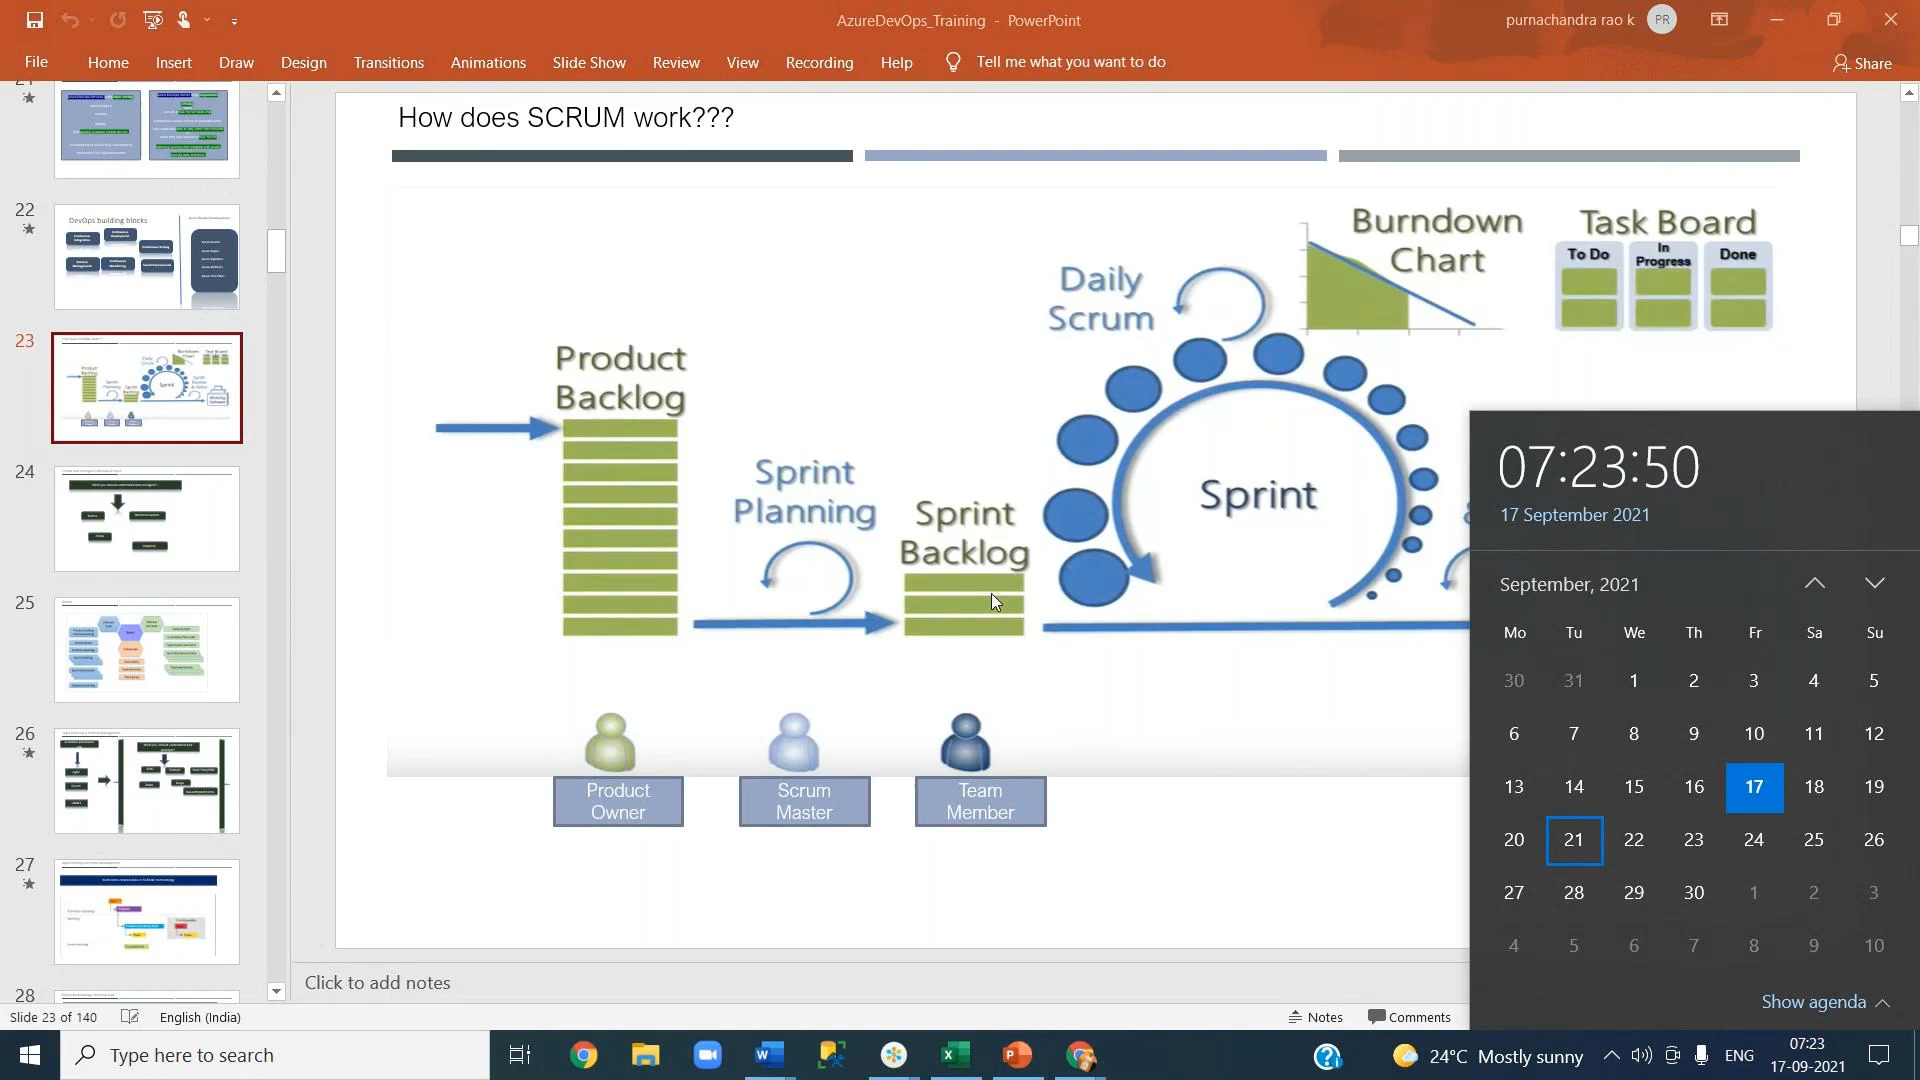 AzureDevOps_Training - PowerPoint
purnachandra rao k
PR
File
Home
Insert
Draw
Design
Transitions
Animations
Slide Show
Review
View
Recording
Help
Tell me what you want to do
Share
22
23
24
25
26
27
28
DevOps building blocks
How does SCRUM work???
Product
Backlog
Sprint
Planning
Sprint
Backlog
Daily
Scrum
Sprint
Burndown
Chart
Task Board
To Do
In
Progress
Done
Product
Owner
Scrum
Master
Team
Member
07:23:50
17 September 2021
September, 2021
Mo Tu We Th Fr Sa Su
30 31 1 2 3 4 5
6 7 8 9 10 11 12
13 14 15 16 17 18 19
20 21 22 23 24 25 26
27 28 29 30 1 2 3
4 5 6 7 8 9 10
Show agenda
Click to add notes
Slide 23 of 140
English (India)
Notes
Comments
Type here to search
24°C Mostly sunny
ENG
07:23
17-09-2021